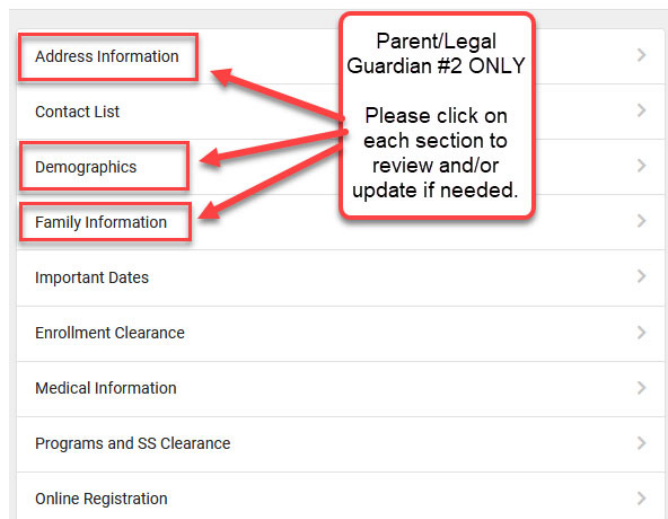 Address Information
Parent/Legal
Guardian #2 ONLY
Please click on
each section to
review and/or
update if needed.
Contact List
Demographics
Family Information
Important Dates
Enrollment Clearance
Medical Information
Programs and SS Clearance
Online Registration